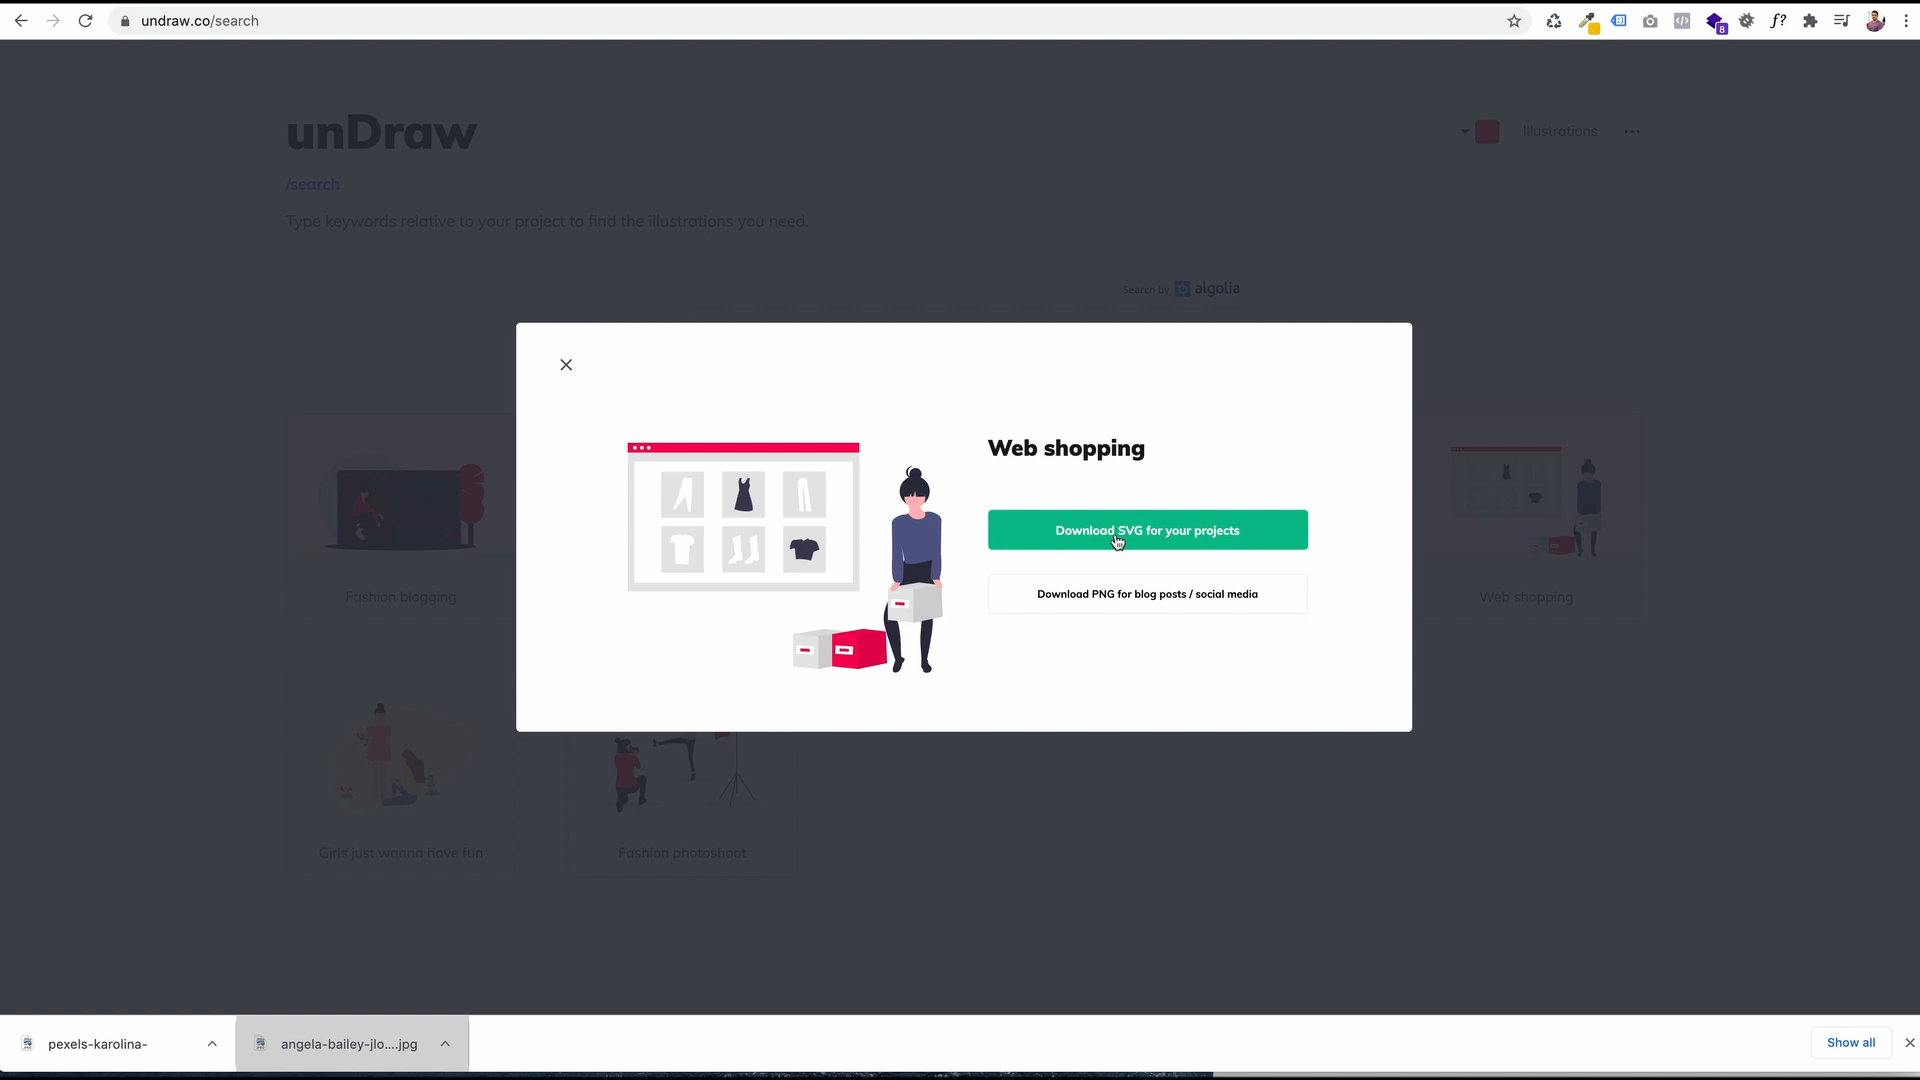 undraw.co/search
8
f?
unDraw
Illustrations
/search
Type keywords relative to your project to find the illustrations you need.
Search by algolia
Web shopping
Download SVG for your projects
Download PNG for blog posts / social media
Fashion blogging
Web shopping
Girls just wanna have fun
Fashion photoshoot
pexels-karolina-
angela-bailey-jlo....jpg
Show all